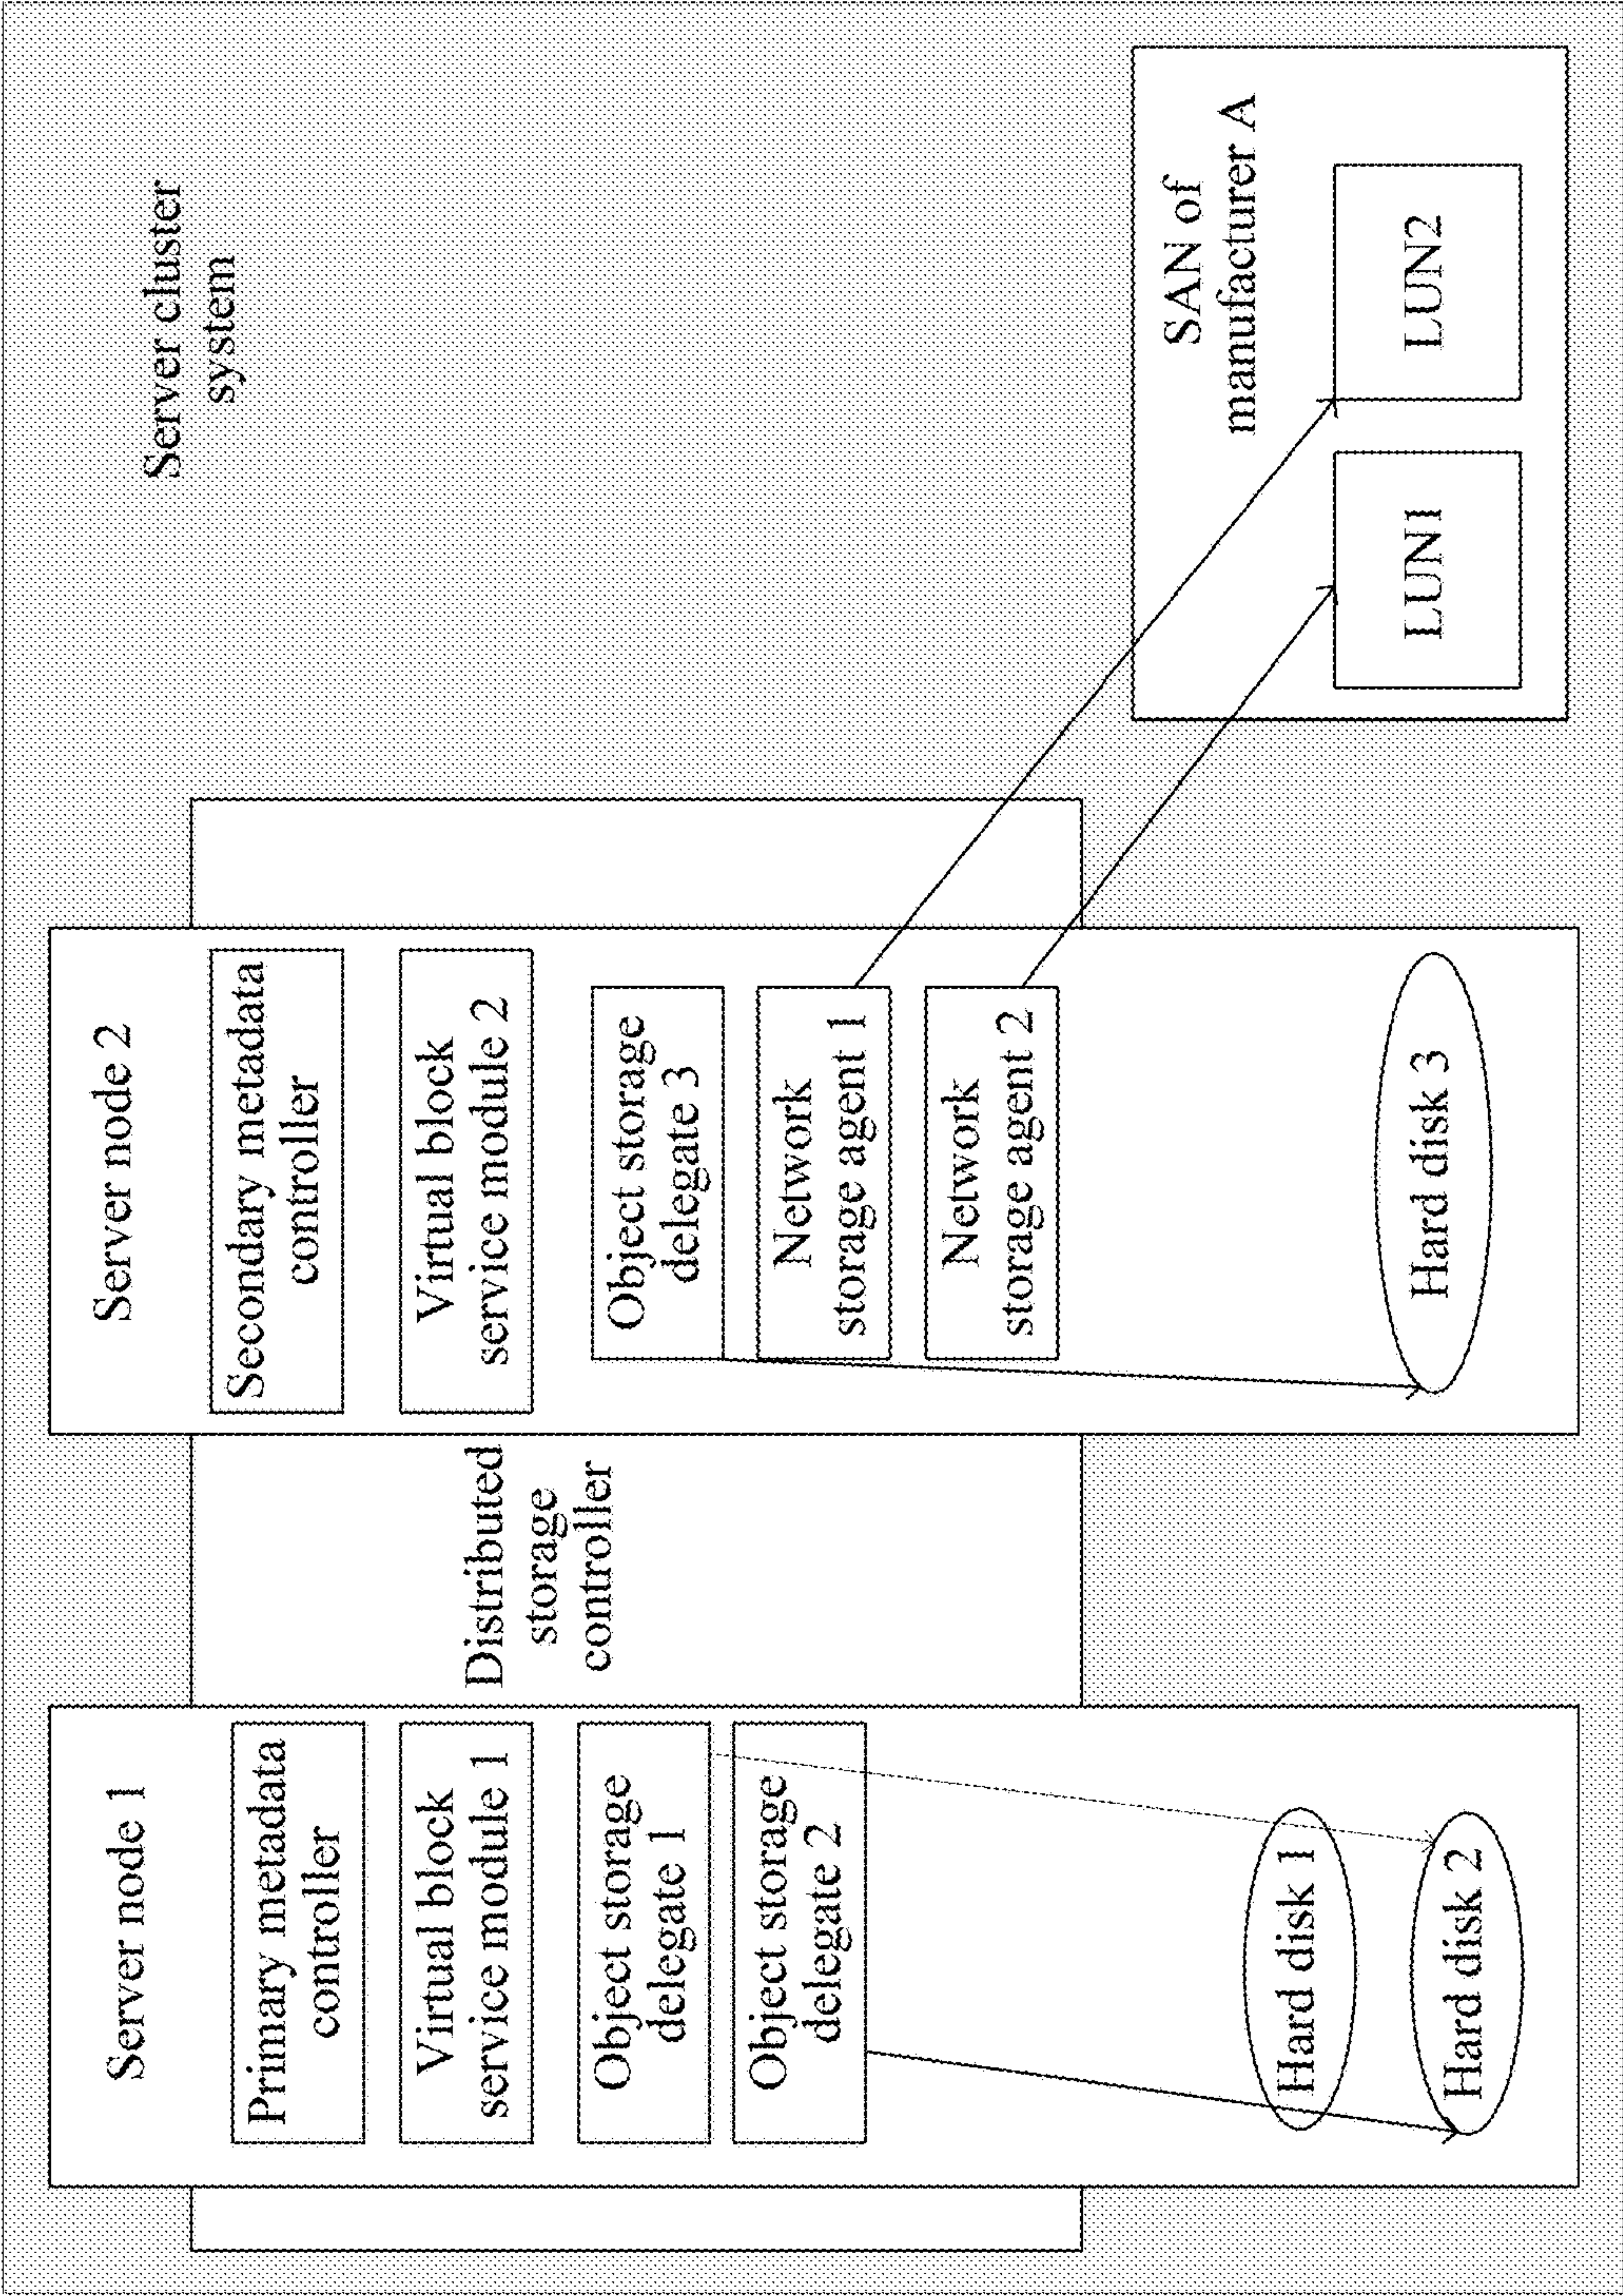 Server node 1
Primary metadata
controller
Virtual block
service module 1
Object storage
delegate 1
Object storage
delegate 2
Hard disk 1
Hard disk 2
Distributed
storage
controller
Server node 2
Secondary metadata
controller
Virtual block
service module 2
Object storage
delegate 3
Network
storage agent 1
Network
storage agent 2
Hard disk 3
Server cluster
system
SAN of
manufacturer A
LUN1
LUN2